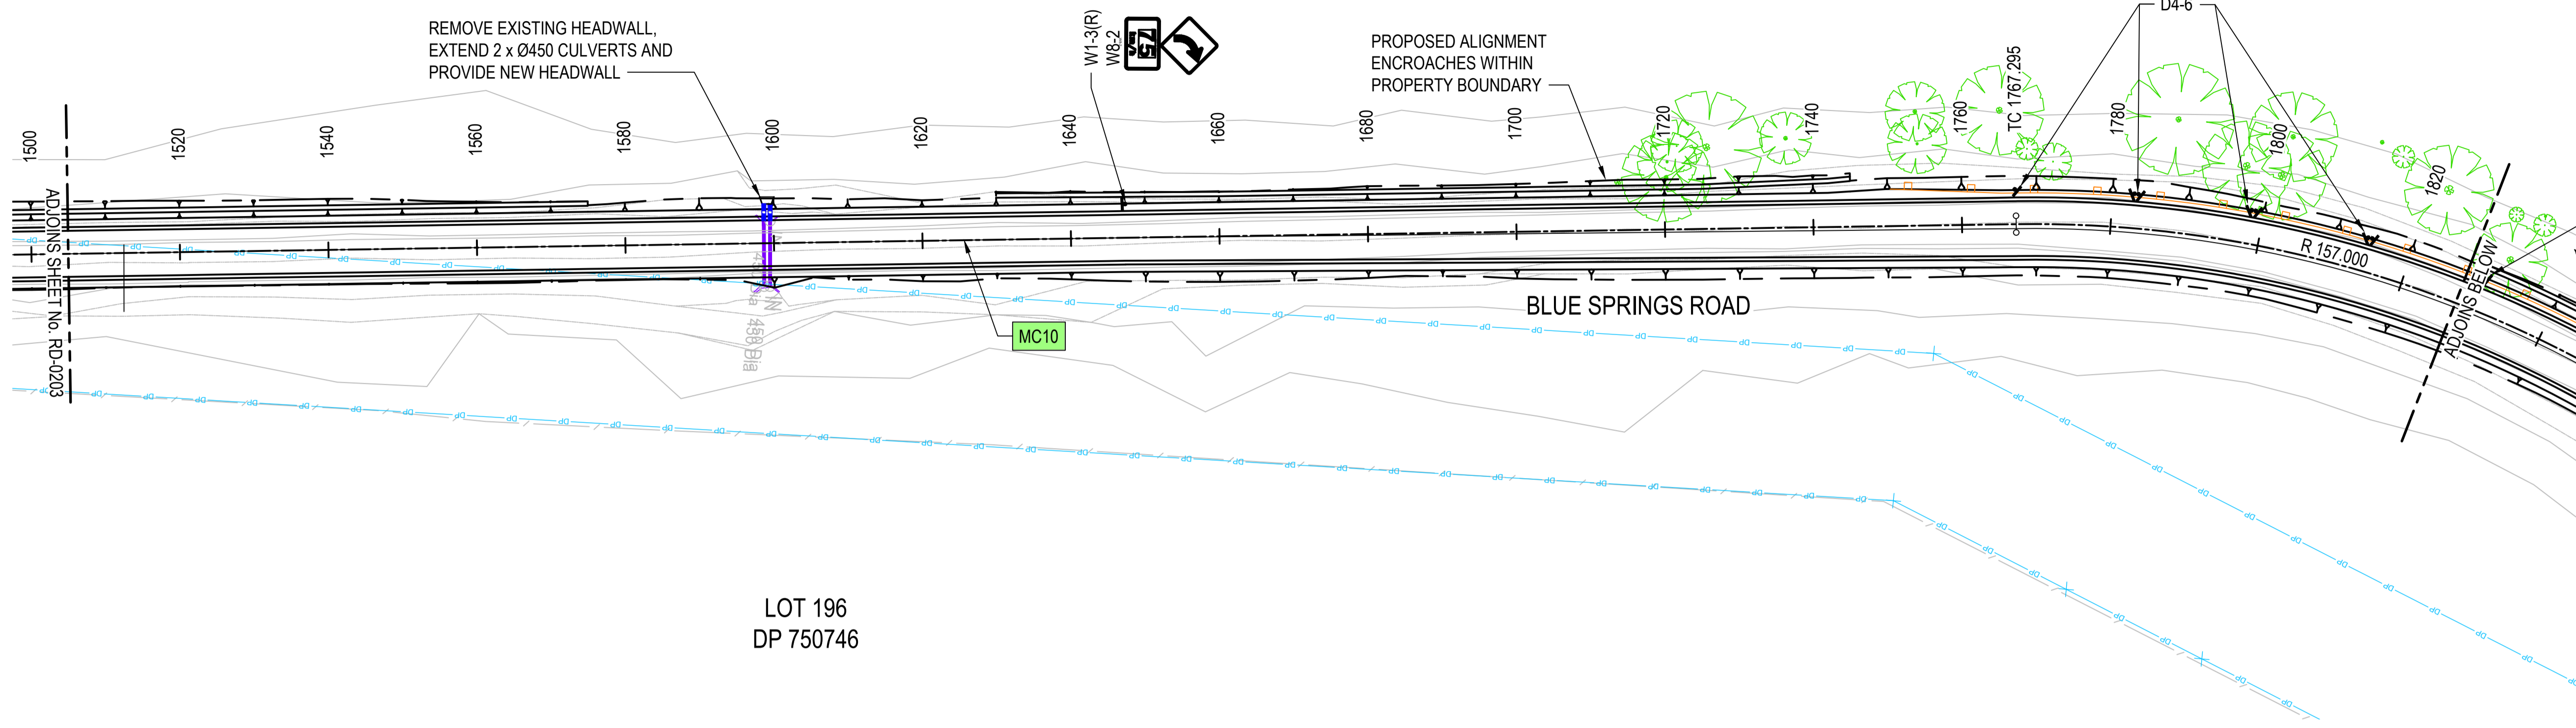 REMOVE EXISTING HEADWALL,
EXTEND 2 x Ø450 CULVERTS AND
PROVIDE NEW HEADWALL
W1-3(R)
W8-2
75
km/h
PROPOSED ALIGNMENT
ENCROACHES WITHIN
PROPERTY BOUNDARY
D4-6
1500
1520
1540
1560
1580
1600
1620
1640
1660
1680
1700
1720
1740
1760
TC 1767.295
1780
1800
1820
ADJOINS SHEET No. RD-0203
R 157.000
ADJOINS BELOW
BLUE SPRINGS ROAD
MC10
LOT 196
DP 750746